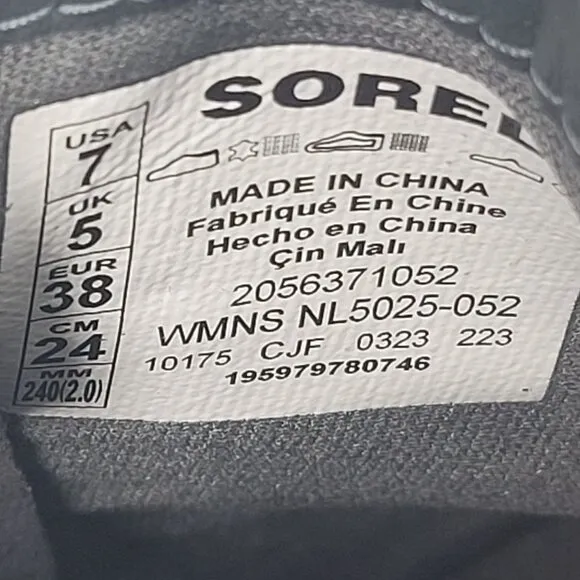 SOREL
USA
7
UK
5
EUR
38
CM
24
MM
240(2.0)
MADE IN CHINA
Fabriqué En Chine
Hecho en China
Çin Malı
2056371052
WMNS NL5025-052
10175 CJF 0323 223
195979780746